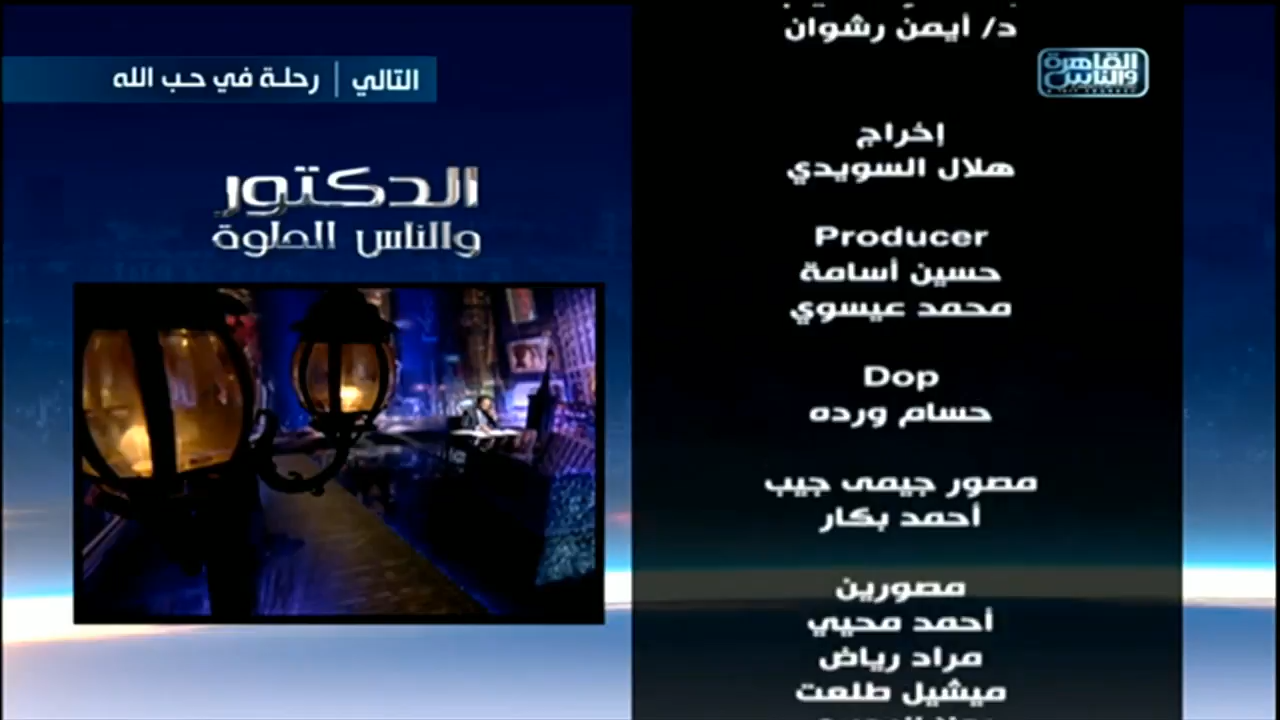 د/ أيمن رشوان
القاهرة
والناس
التالي | رحلة في حب الله
الدكتور
والناس الحلوة
إخراج
هلال السويدي
Producer
حسين أسامة
محمد عيسوي
Dop
حسام ورده
مصور جيمى جيب
أحمد بكار
مصورين
أحمد محيي
مراد رياض
ميشيل طلعت